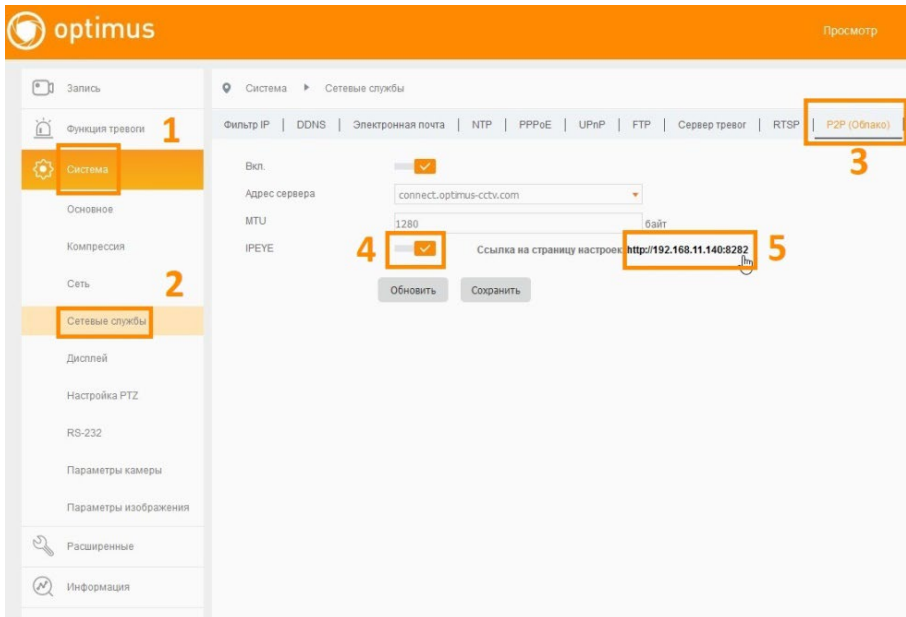 optimus
Просмотр
Запись
Система Сетевые службы
Функция тревоги 1
Фильтр IP | DDNS | Электронная почта | NTP | PPPoE | UPnP | FTP | Сервер тревог | RTSP | P2P (Облако)
3
Система
Вкл.
Адрес сервера connect.optimus-cctv.com
Основное
MTU 1280 байт
Компрессия
IPEYE 4 Ссылка на страницу настроек http://192.168.11.140:8282 5
Сеть 2
Обновить Сохранить
Сетевые службы
Дисплей
Настройка PTZ
RS-232
Параметры камеры
Параметры изображения
Расширенные
Информация